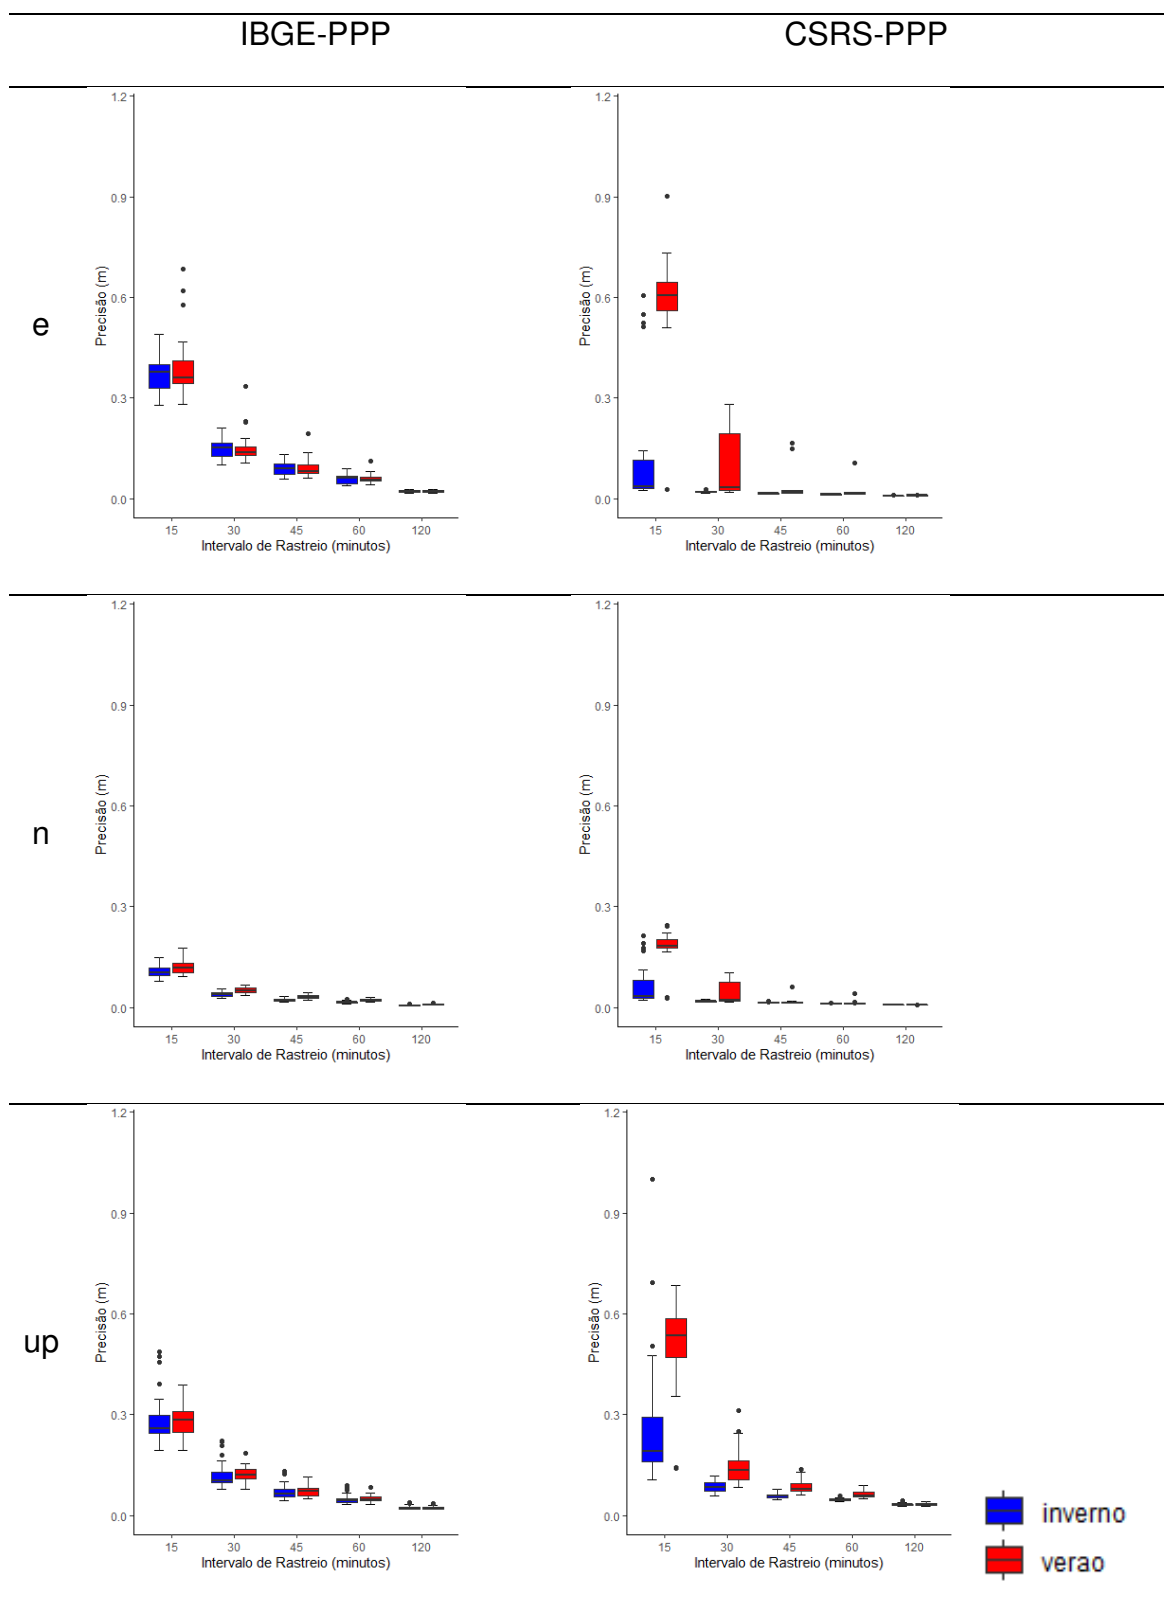 IBGE-PPP CSRS-PPP
e
1.2
0.9
0.6
0.3
0.0
Precisão (m)
15 30 45 60 120
Intervalo de Rastreio (minutos)
1.2
0.9
0.6
0.3
0.0
Precisão (m)
15 30 45 60 120
Intervalo de Rastreio (minutos)
n
1.2
0.9
0.6
0.3
0.0
Precisão (m)
15 30 45 60 120
Intervalo de Rastreio (minutos)
1.2
0.9
0.6
0.3
0.0
Precisão (m)
15 30 45 60 120
Intervalo de Rastreio (minutos)
up
1.2
0.9
0.6
0.3
0.0
Precisão (m)
15 30 45 60 120
Intervalo de Rastreio (minutos)
1.2
0.9
0.6
0.3
0.0
Precisão (m)
15 30 45 60 120
Intervalo de Rastreio (minutos)
inverno
verao